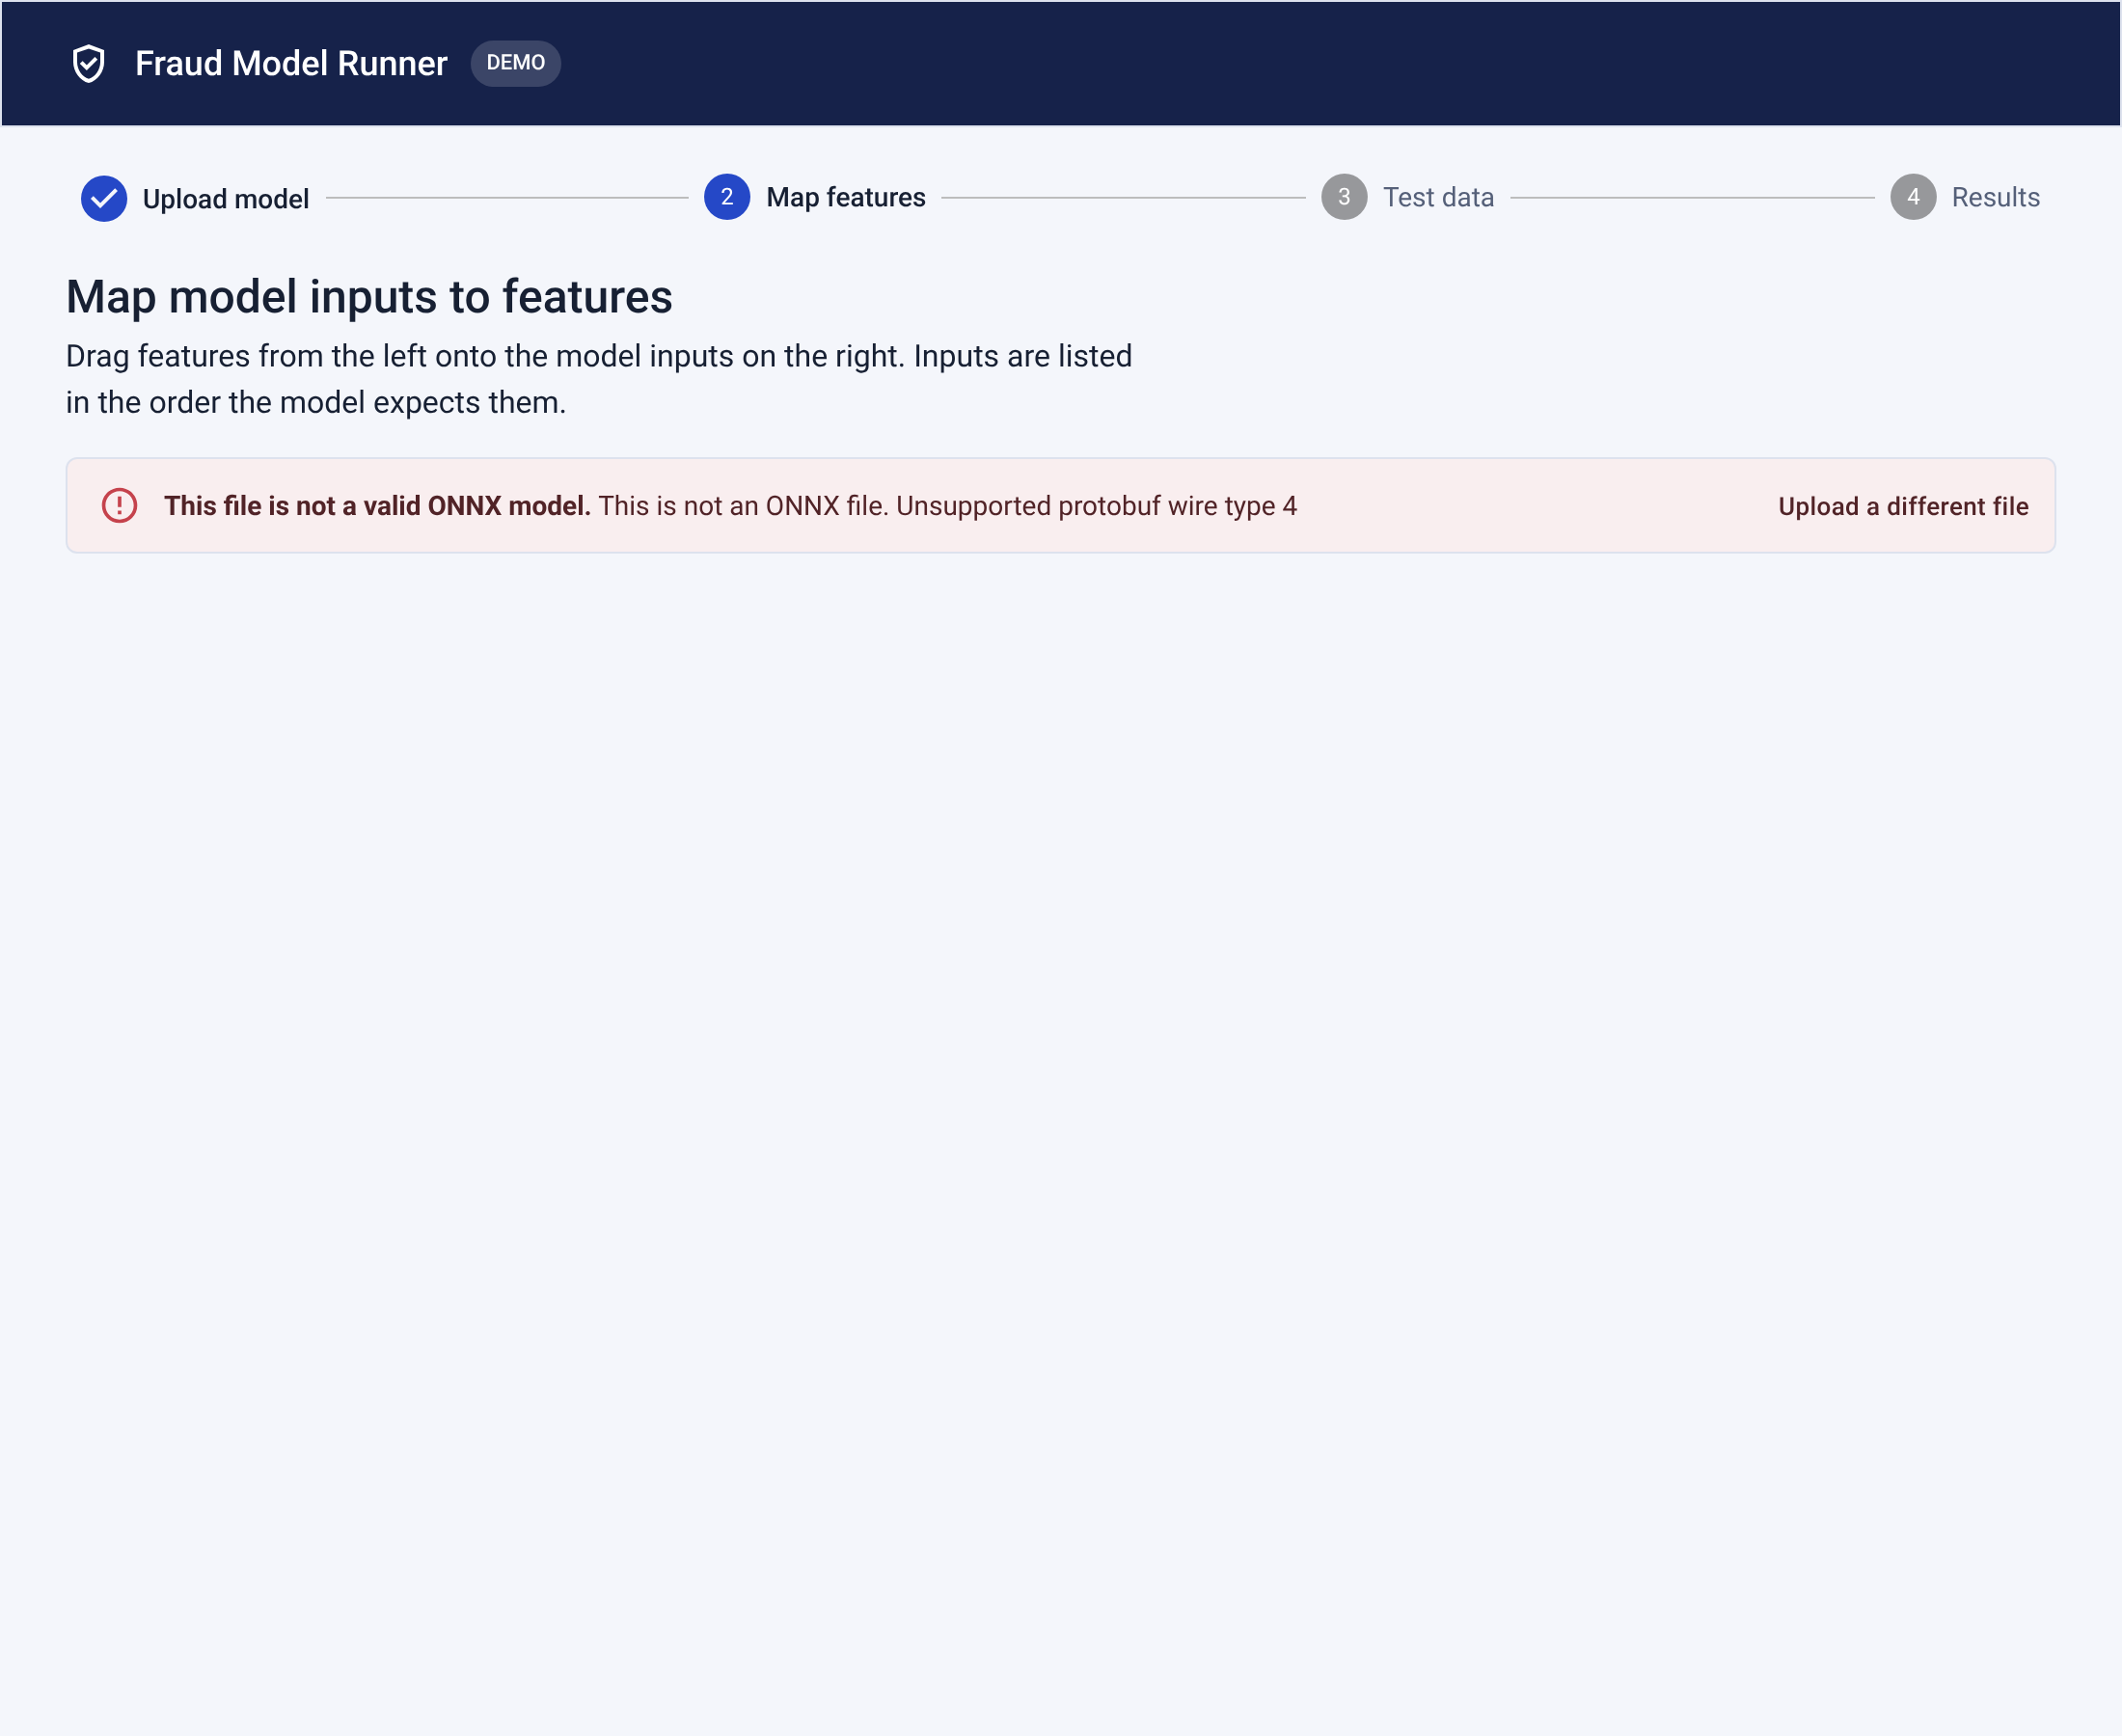 Fraud Model Runner DEMO
Upload model 2 Map features 3 Test data 4 Results
Map model inputs to features
Drag features from the left onto the model inputs on the right. Inputs are listed
in the order the model expects them.
This file is not a valid ONNX model. This is not an ONNX file. Unsupported protobuf wire type 4 Upload a different file